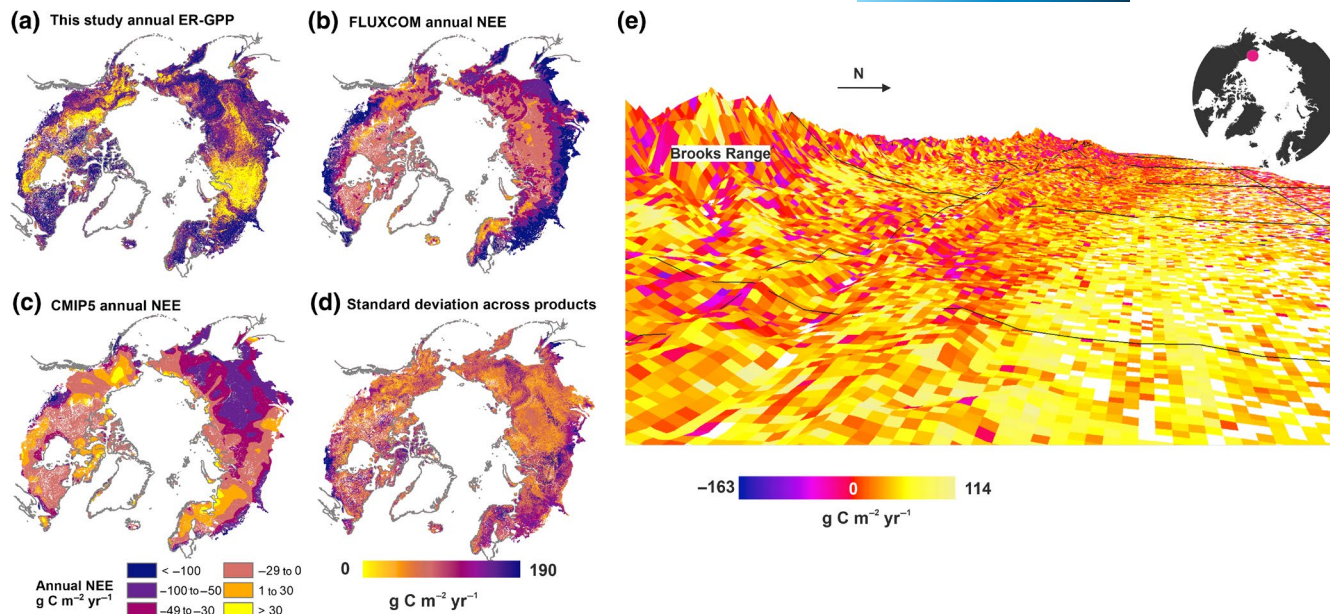 (a) This study annual ER-GPP
(b) FLUXCOM annual NEE
(c) CMIP5 annual NEE
(d) Standard deviation across products
Annual NEE
g C m⁻² yr⁻¹
< −100
−100 to −50
−49 to −30
−29 to 0
1 to 30
> 30
0
190
g C m⁻² yr⁻¹
(e)
N
Brooks Range
−163
0
114
g C m⁻² yr⁻¹